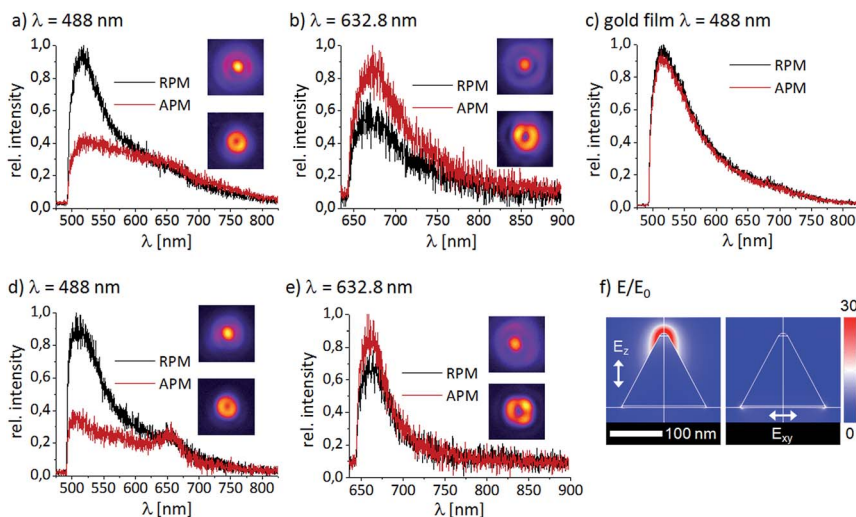 a) λ = 488 nm
b) λ = 632.8 nm
c) gold film λ = 488 nm
rel. intensity
1,0
0,8
0,6
0,4
0,2
0,0
RPM
APM
500 550 600 650 700 750 800
λ [nm]
rel. intensity
1,0
0,8
0,6
0,4
0,2
0,0
RPM
APM
650 700 750 800 850 900
λ [nm]
rel. intensity
1,0
0,8
0,6
0,4
0,2
0,0
RPM
APM
500 550 600 650 700 750 800
λ [nm]
d) λ = 488 nm
e) λ = 632.8 nm
f) E/E0
rel. intensity
1,0
0,8
0,6
0,4
0,2
0,0
RPM
APM
500 550 600 650 700 750 800
λ [nm]
rel. intensity
1,0
0,8
0,6
0,4
0,2
0,0
RPM
APM
650 700 750 800 850 900
λ [nm]
30
Ez
100 nm
Exy
0